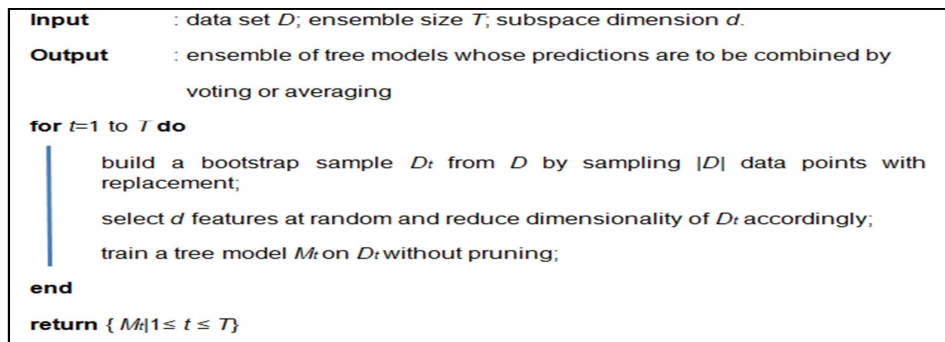 Input : data set D; ensemble size T; subspace dimension d.
Output : ensemble of tree models whose predictions are to be combined by
voting or averaging
for t=1 to T do
build a bootstrap sample Dt from D by sampling |D| data points with
replacement;
select d features at random and reduce dimensionality of Dt accordingly;
train a tree model Mt on Dt without pruning;
end
return { Mt|1≤ t ≤ T}